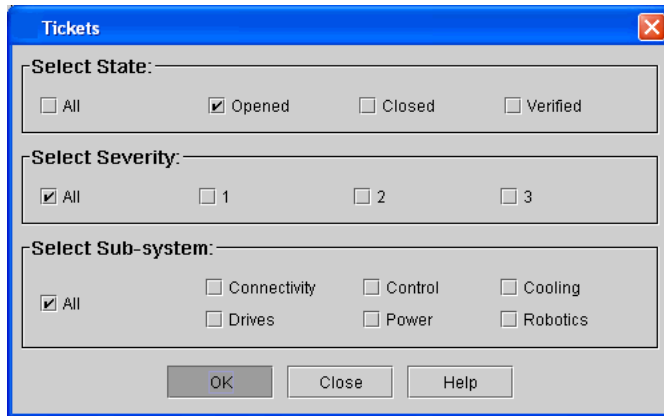 Tickets
Select State:
All Opened Closed Verified
Select Severity:
All 1 2 3
Select Sub-system:
All Connectivity Control Cooling
Drives Power Robotics
OK Close Help